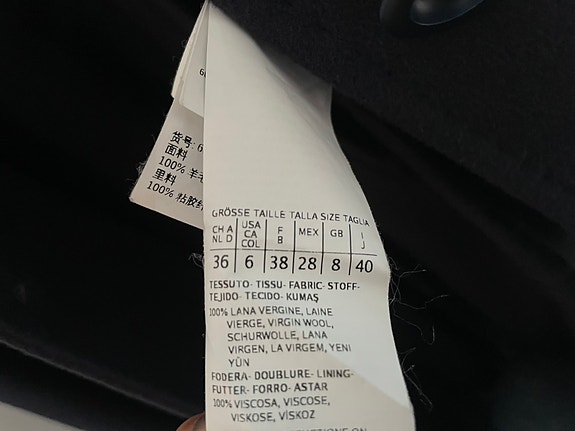 6
货号: 6
面料
100% 羊毛
里料
100% 粘胶纤
GRÖSSE TAILLE TALLA SIZE TAGLIA
CH A NL D USA CA COL F B MEX GB I J
36 6 38 28 8 40
TESSUTO- TISSU- FABRIC- STOFF-
TEJIDO- TECIDO- KUMAŞ
100% LANA VERGINE, LAINE
VIERGE, VIRGIN WOOL,
SCHURWOLLE, LANA
VIRGEN, LA VIRGEM, YENI
YÜN
FODERA- DOUBLURE- LINING-
FUTTER- FORRO- ASTAR
100% VISCOSA, VISCOSE,
VISKOSE, VİSKOZ